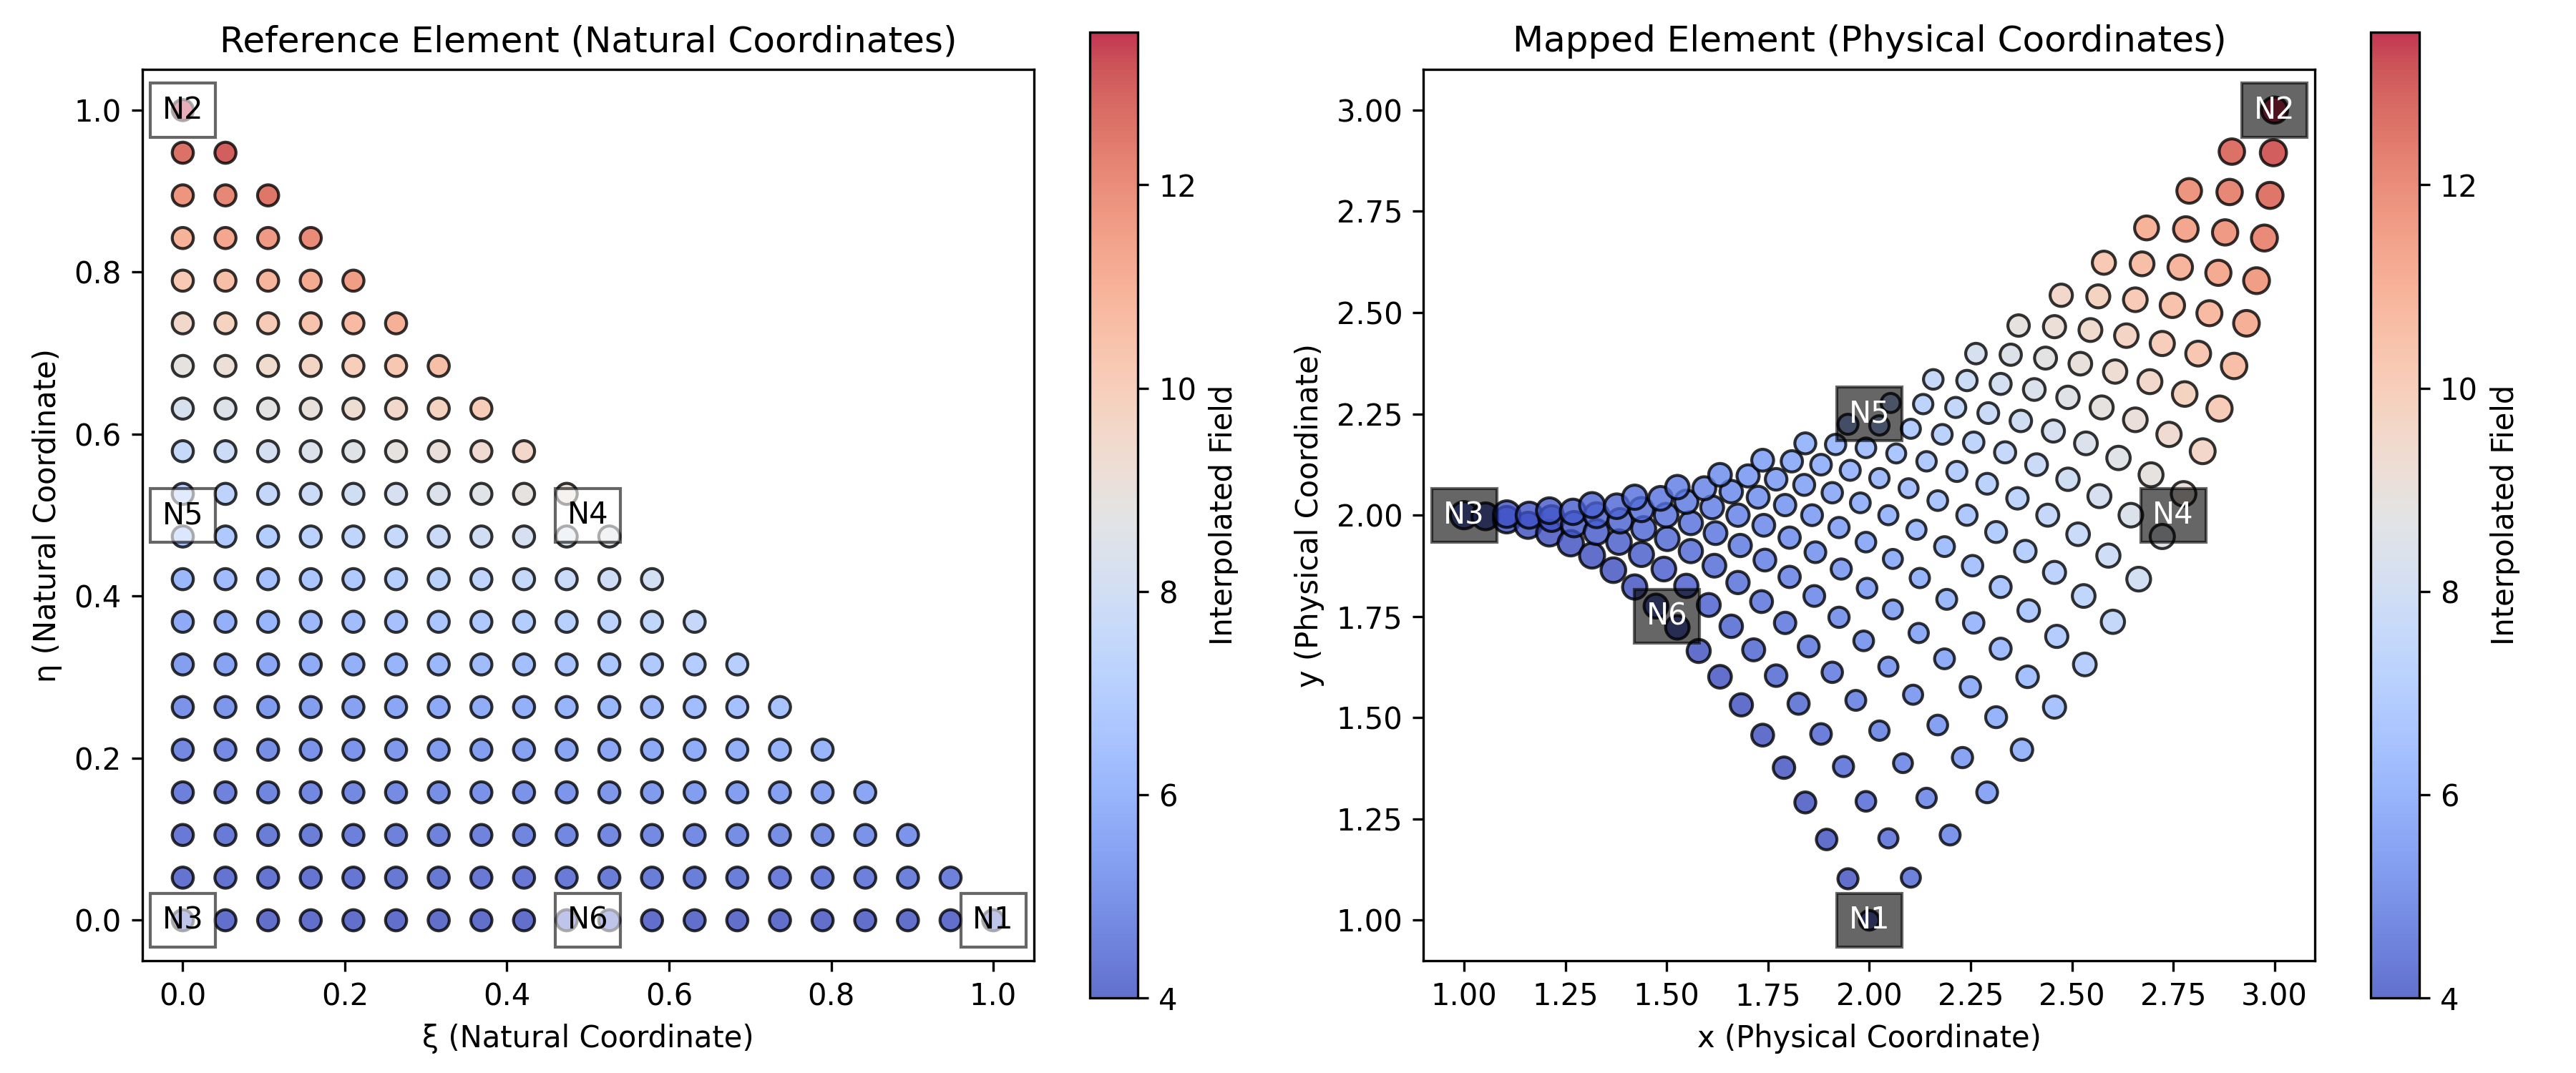 Reference Element (Natural Coordinates)
N2
N5
N4
N3
N6
N1
1.0
0.8
0.6
0.4
0.2
0.0
0.0
0.2
0.4
0.6
0.8
1.0
η (Natural Coordinate)
ξ (Natural Coordinate)
12
10
8
6
4
Interpolated Field
Mapped Element (Physical Coordinates)
N2
N5
N3
N4
N6
N1
3.00
2.75
2.50
2.25
2.00
1.75
1.50
1.25
1.00
1.00
1.25
1.50
1.75
2.00
2.25
2.50
2.75
3.00
y (Physical Coordinate)
x (Physical Coordinate)
12
10
8
6
4
Interpolated Field